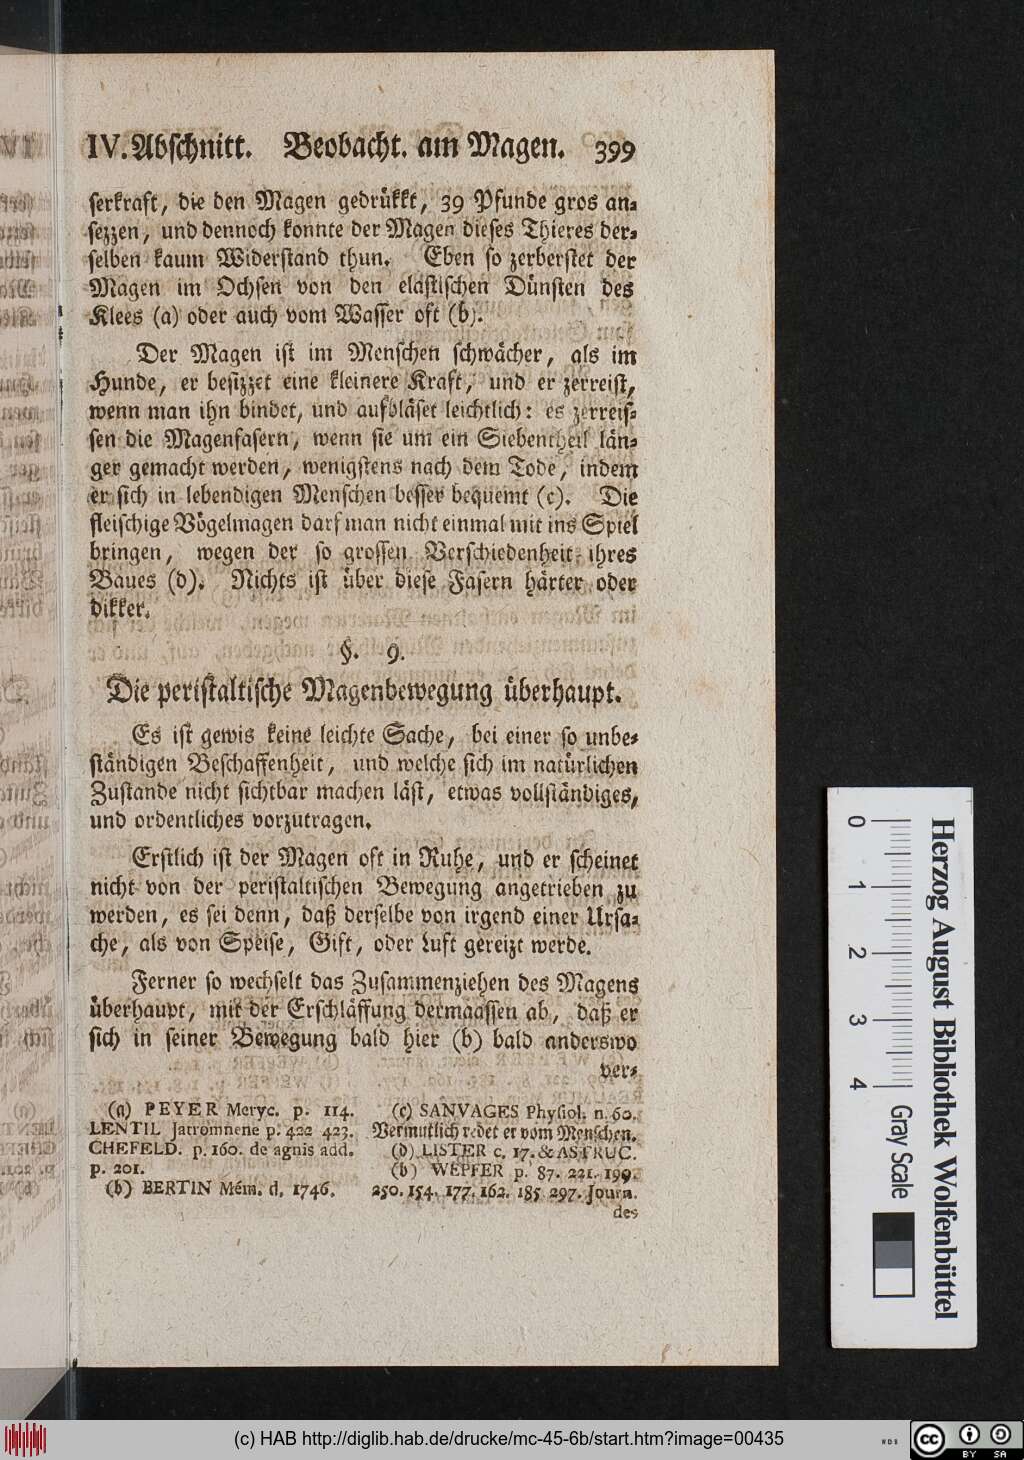 IV. Abschnitt. Beobacht. am Magen. 399
serkraft, die den Magen gedrükkt, 39 Pfunde gros an-
sezzen, und dennoch konnte der Magen dieses Thieres der-
selben kaum Widerstand thun. Eben so zerberstet der
Magen im Ochsen von den elastischen Dünsten des
Klees (a) oder auch vom Wasser oft (b).
Der Magen ist im Menschen schwächer, als im
Hunde, er besizzet eine kleinere Kraft, und er zerreist,
wenn man ihn bindet, und aufbläset leichtlich: es zerreis-
sen die Magenfasern, wenn sie um ein Siebentheil län-
ger gemacht werden, wenigstens nach dem Tode, indem
er sich in lebendigen Menschen besser bequemt (c). Die
fleischige Vögelmagen darf man nicht einmal mit ins Spiel
bringen, wegen der so grossen Verschiedenheit ihres
Baues (d). Nichts ist über diese Fasern härter oder
dikker.
§. 9.
Die peristaltische Magenbewegung überhaupt.
Es ist gewis keine leichte Sache, bei einer so unbe-
ständigen Beschaffenheit, und welche sich im natürlichen
Zustande nicht sichtbar machen läst, etwas vollständiges,
und ordentliches vorzutragen.
Erstlich ist der Magen oft in Ruhe, und er scheinet
nicht von der peristaltischen Bewegung angetrieben zu
werden, es sei denn, daß derselbe von irgend einer Ursa-
che, als von Speise, Gift, oder Luft gereizt werde.
Ferner so wechselt das Zusammenziehen des Magens
überhaupt, mit der Erschlaffung dermaassen ab, daß er
sich in seiner Bewegung bald hier (b) bald anderswo
ver-
(a) PEYER Meryc. p. 114.
LENTIL Jatromnene p. 422 423.
CHEFELD. p. 160. de agnis add.
p. 201.
(b) BERTIN Mém. d. 1746.
(c) SANVAGES Physiol. n. 60.
Vermutlich redet er vom Menschen.
(d) LISTER c. 17. & ASTRUC.
(b) WEPFER p. 87. 221. 199.
250. 154. 177. 162. 185 297. Journ.
des
Herzog August Bibliothek Wolfenbüttel
0 1 2 3 4 Gray Scale
(c) HAB http://diglib.hab.de/drucke/mc-45-6b/start.htm?image=00435
cc BY SA